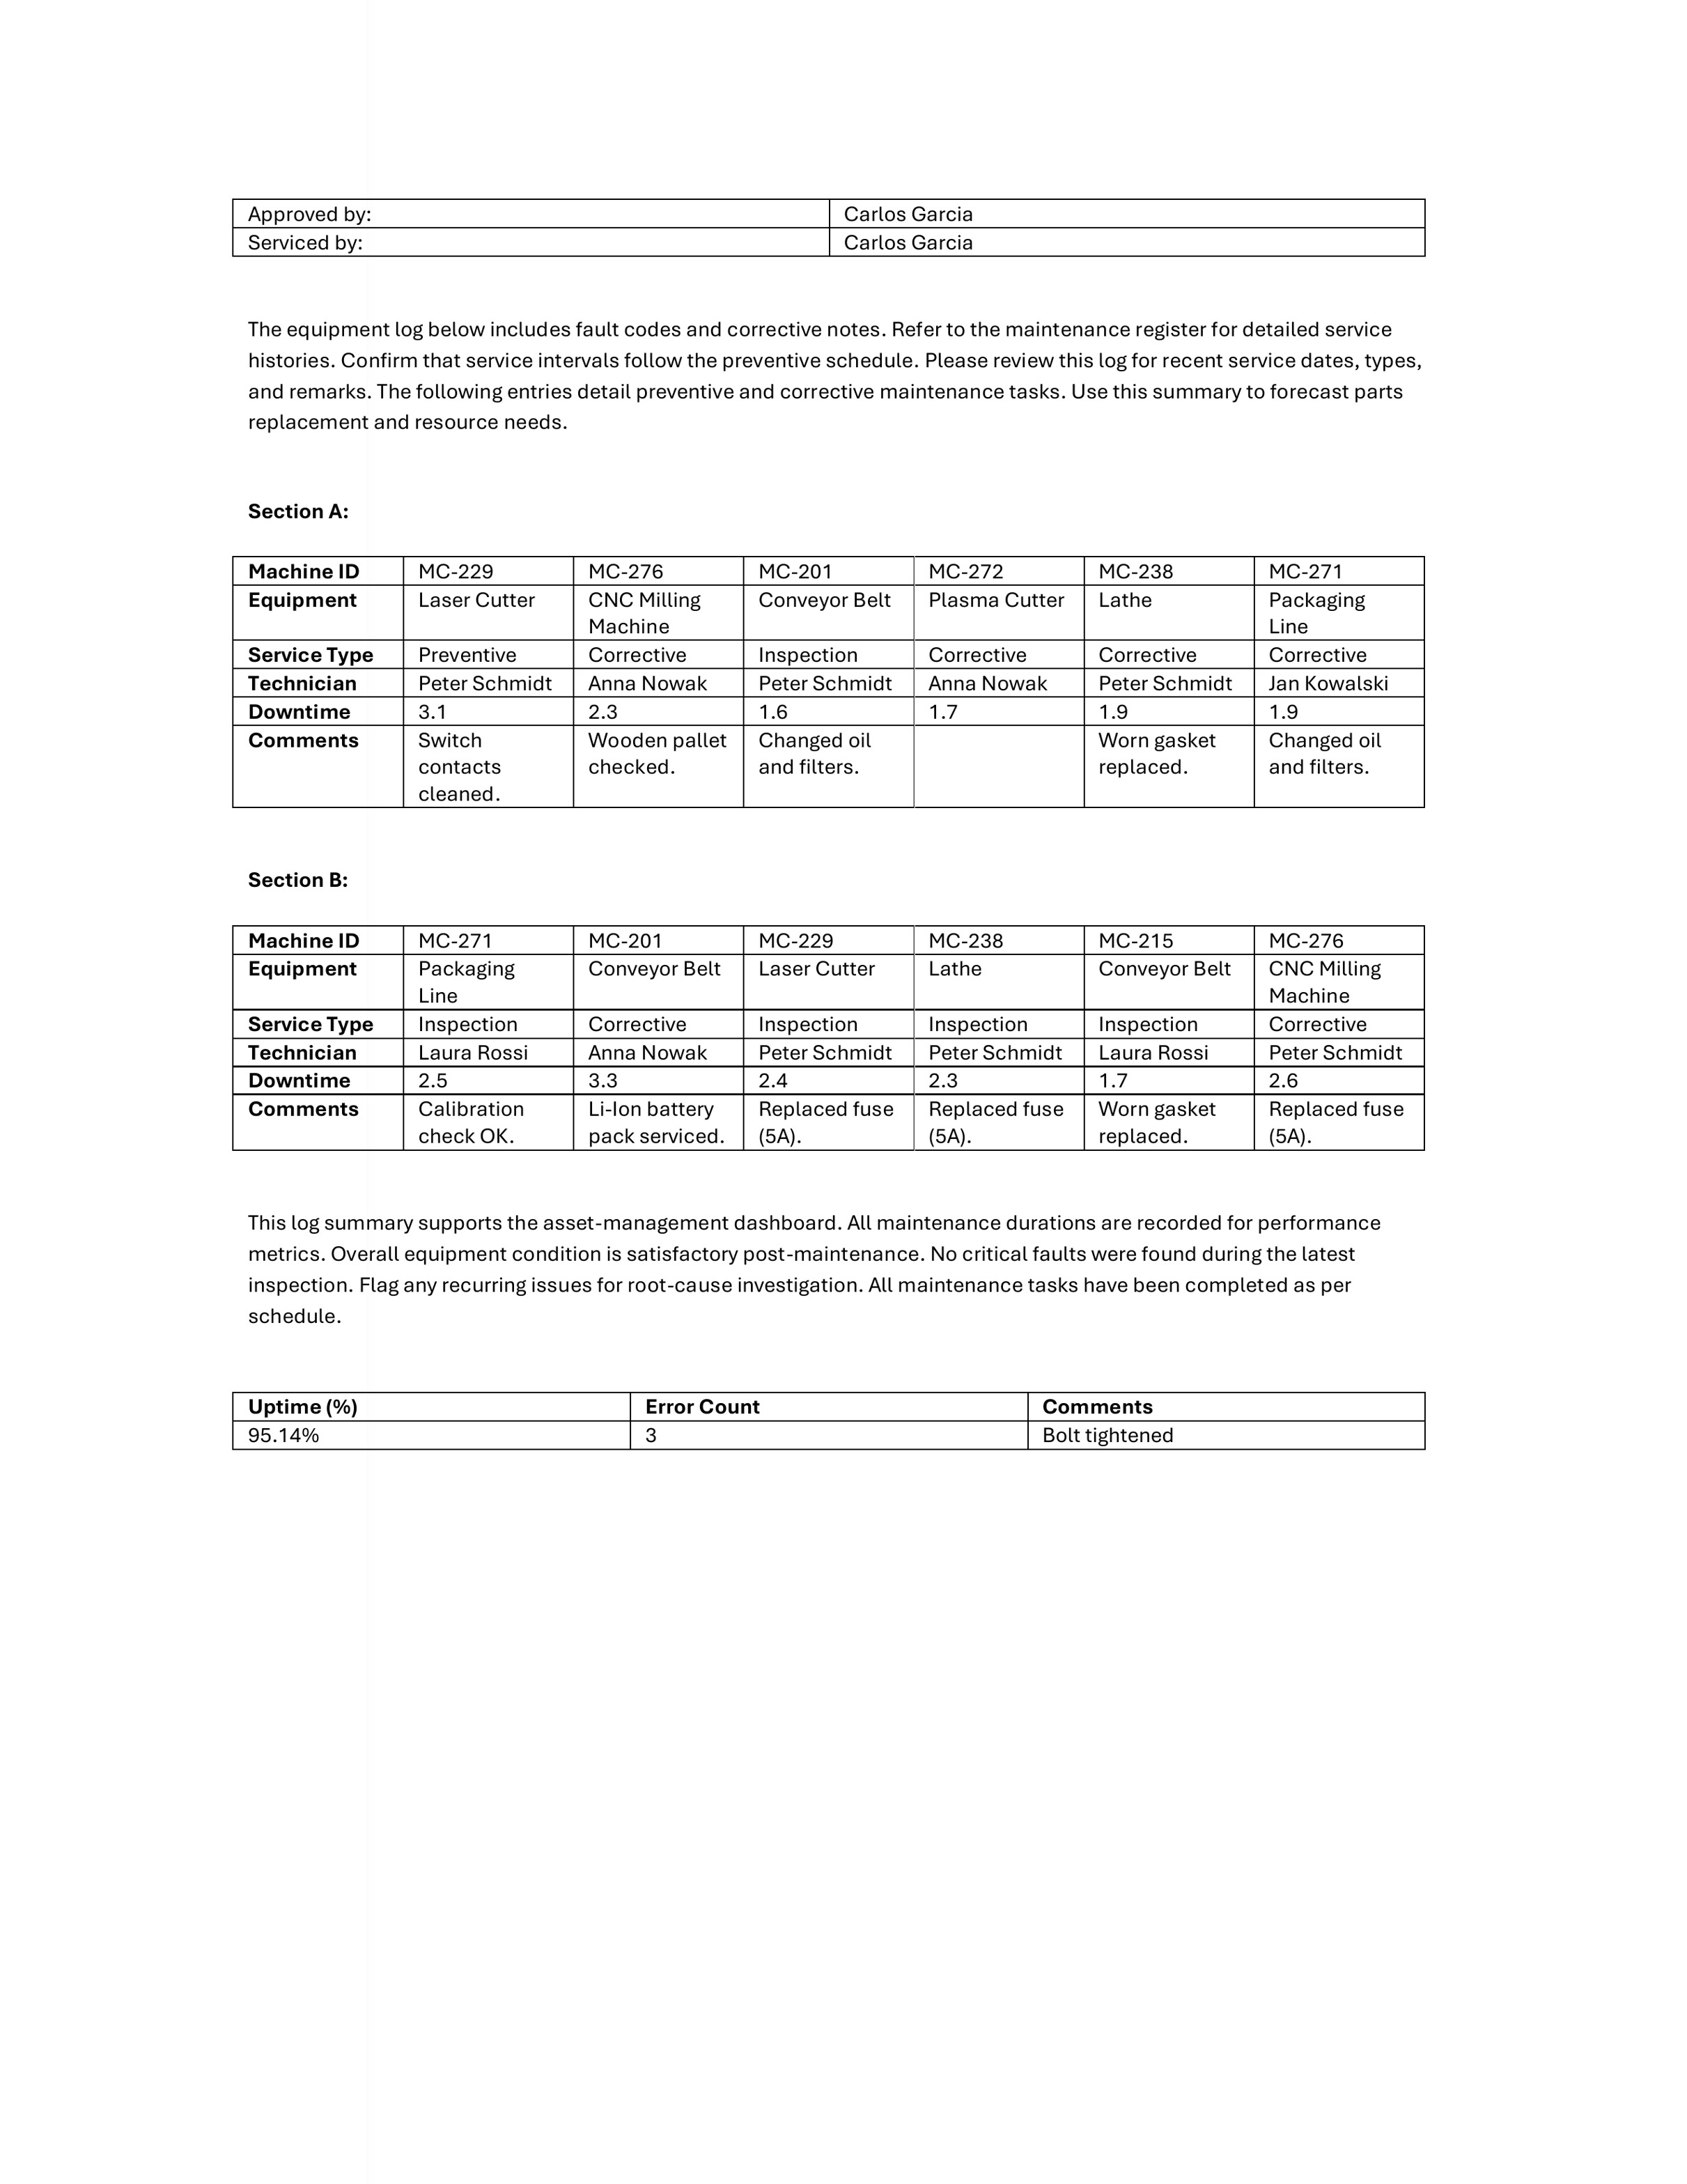 Approved by: Carlos Garcia
Serviced by: Carlos Garcia
The equipment log below includes fault codes and corrective notes. Refer to the maintenance register for detailed service
histories. Confirm that service intervals follow the preventive schedule. Please review this log for recent service dates, types,
and remarks. The following entries detail preventive and corrective maintenance tasks. Use this summary to forecast parts
replacement and resource needs.
Section A:
Machine ID MC-229 MC-276 MC-201 MC-272 MC-238 MC-271
Equipment Laser Cutter CNC Milling Conveyor Belt Plasma Cutter Lathe Packaging
Machine Line
Service Type Preventive Corrective Inspection Corrective Corrective Corrective
Technician Peter Schmidt Anna Nowak Peter Schmidt Anna Nowak Peter Schmidt Jan Kowalski
Downtime 3.1 2.3 1.6 1.7 1.9 1.9
Comments Switch Wooden pallet Changed oil Worn gasket Changed oil
contacts checked. and filters. replaced. and filters.
cleaned.
Section B:
Machine ID MC-271 MC-201 MC-229 MC-238 MC-215 MC-276
Equipment Packaging Conveyor Belt Laser Cutter Lathe Conveyor Belt CNC Milling
Line Machine
Service Type Inspection Corrective Inspection Inspection Inspection Corrective
Technician Laura Rossi Anna Nowak Peter Schmidt Peter Schmidt Laura Rossi Peter Schmidt
Downtime 2.5 3.3 2.4 2.3 1.7 2.6
Comments Calibration Li-Ion battery Replaced fuse Replaced fuse Worn gasket Replaced fuse
check OK. pack serviced. (5A). (5A). replaced. (5A).
This log summary supports the asset-management dashboard. All maintenance durations are recorded for performance
metrics. Overall equipment condition is satisfactory post-maintenance. No critical faults were found during the latest
inspection. Flag any recurring issues for root-cause investigation. All maintenance tasks have been completed as per
schedule.
Uptime (%) Error Count Comments
95.14% 3 Bolt tightened